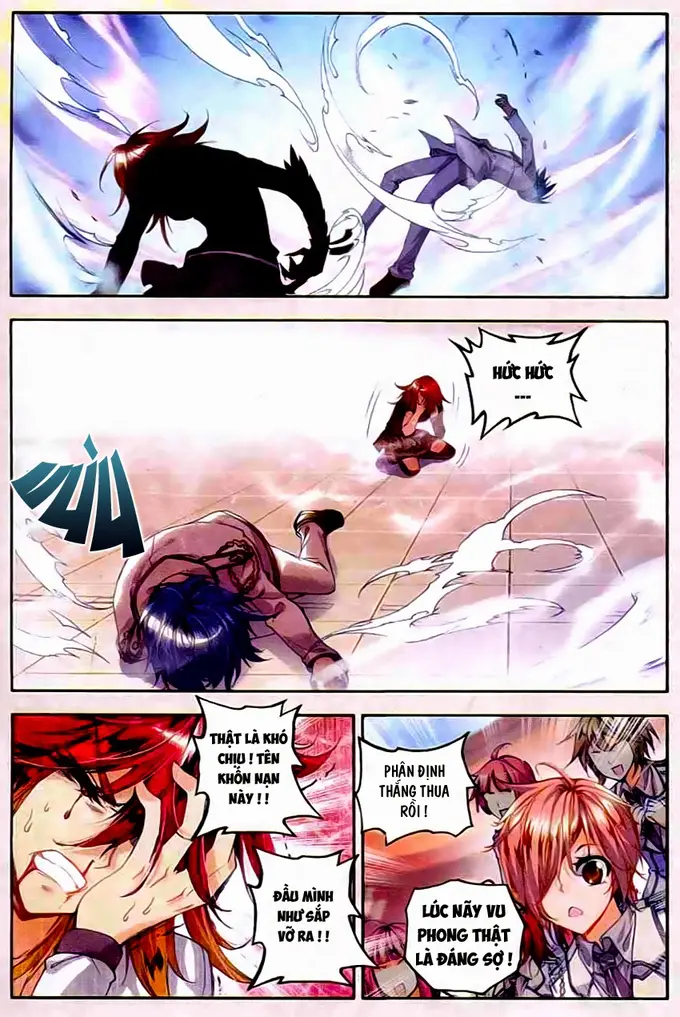 HỨC HỨC
...
VÙÙ
THẬT LÀ KHÓ
CHỊU ! TÊN
KHỐN NẠN
NÀY ! !
ĐẦU MÌNH
NHƯ SẮP
VỠ RA ! !
PHÂN ĐỊNH
THẮNG THUA
RỒI !
LÚC NÃY VU
PHONG THẬT
LÀ ĐÁNG SỢ !